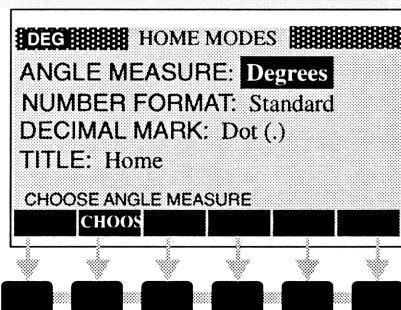 DEG HOME MODES
ANGLE MEASURE: Degrees
NUMBER FORMAT: Standard
DECIMAL MARK: Dot (.)
TITLE: Home
CHOOSE ANGLE MEASURE
CHOOS